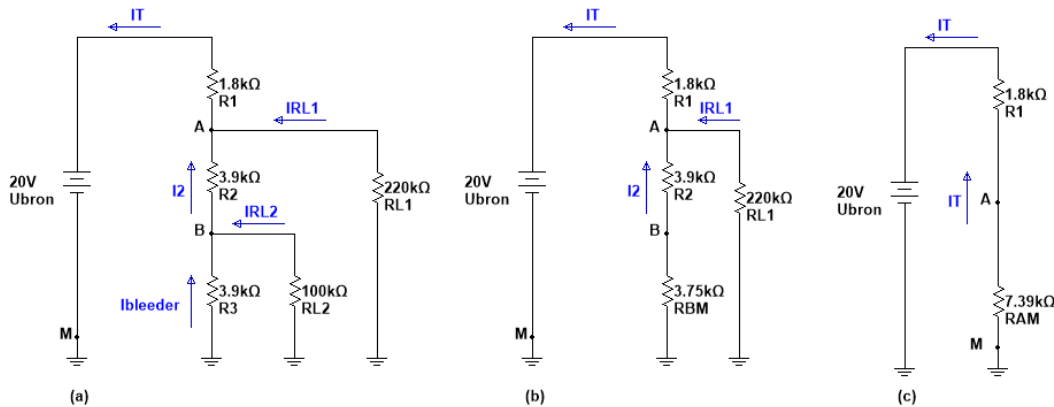 IT
1.8kΩ
R1
IRL1
A
3.9kΩ
R2
I2
220kΩ
RL1
20V
Ubron
IRL2
B
3.9kΩ
R3
Ibleeder
100kΩ
RL2
M
(a)
IT
1.8kΩ
R1
IRL1
A
3.9kΩ
R2
I2
220kΩ
RL1
20V
Ubron
B
3.75kΩ
RBM
M
(b)
IT
1.8kΩ
R1
20V
Ubron
A
IT
7.39kΩ
RAM
M
(c)